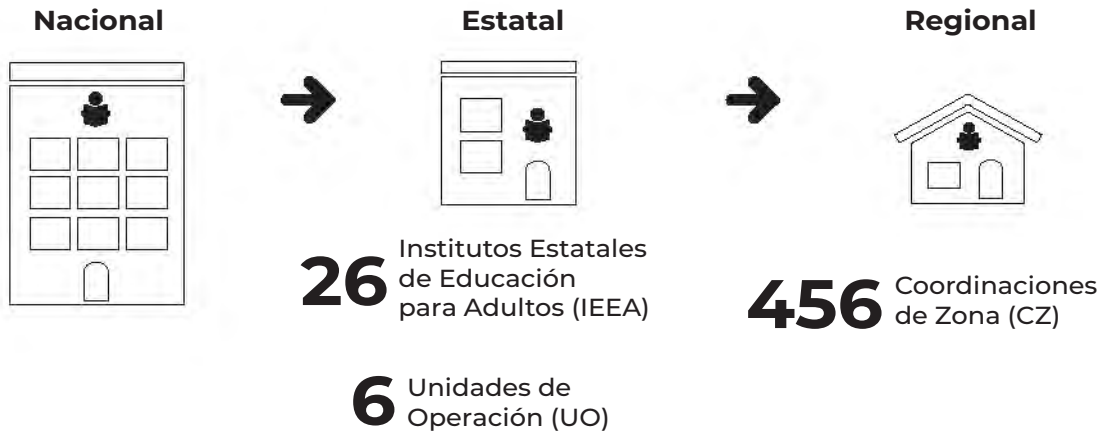 Nacional
Estatal
Regional
26
Institutos Estatales
de Educación
para Adultos (IEEA)
456
Coordinaciones
de Zona (CZ)
6
Unidades de
Operación (UO)